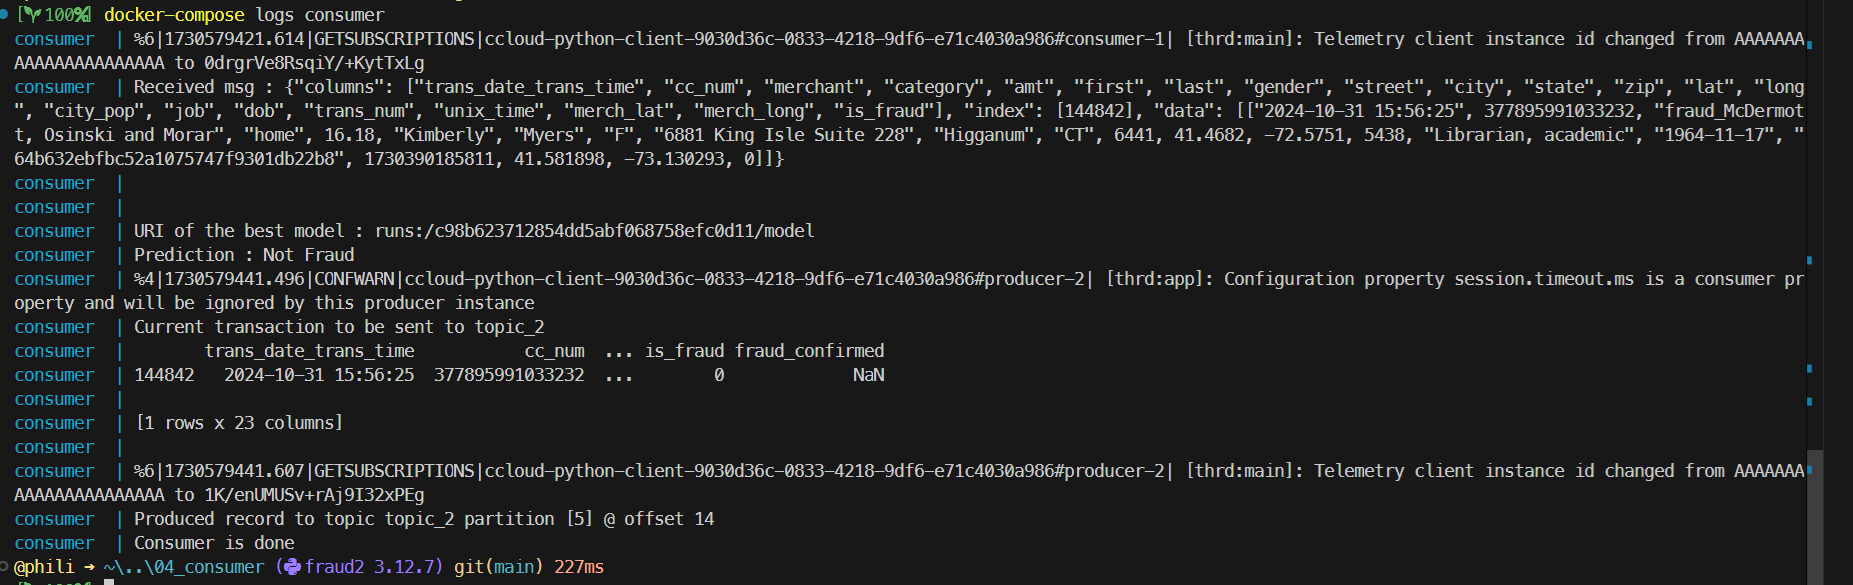 [100%] docker-compose logs consumer
consumer  | %6|1730579421.614|GETSUBSCRIPTIONS|ccloud-python-client-9030d36c-0833-4218-9df6-e71c4030a986#consumer-1| [thrd:main]: Telemetry client instance id changed from AAAAAAA
AAAAAAAAAAAAAAA to 0drgrVe8RsqiY/+KytTxLg
consumer  | Received msg : {"columns": ["trans_date_trans_time", "cc_num", "merchant", "category", "amt", "first", "last", "gender", "street", "city", "state", "zip", "lat", "long
", "city_pop", "job", "dob", "trans_num", "unix_time", "merch_lat", "merch_long", "is_fraud"], "index": [144842], "data": [["2024-10-31 15:56:25", 377895991033232, "fraud_McDermot
t, Osinski and Morar", "home", 16.18, "Kimberly", "Myers", "F", "6881 King Isle Suite 228", "Higganum", "CT", 6441, 41.4682, -72.5751, 5438, "Librarian, academic", "1964-11-17", "
64b632ebfbc52a1075747f9301db22b8", 1730390185811, 41.581898, -73.130293, 0]]}
consumer  |
consumer  |
consumer  | URI of the best model : runs:/c98b623712854dd5abf068758efc0d11/model
consumer  | Prediction : Not Fraud
consumer  | %4|1730579441.496|CONFWARN|ccloud-python-client-9030d36c-0833-4218-9df6-e71c4030a986#producer-2| [thrd:app]: Configuration property session.timeout.ms is a consumer pr
operty and will be ignored by this producer instance
consumer  | Current transaction to be sent to topic_2
consumer  |        trans_date_trans_time           cc_num  ... is_fraud fraud_confirmed
consumer  | 144842   2024-10-31 15:56:25  377895991033232  ...        0             NaN
consumer  |
consumer  | [1 rows x 23 columns]
consumer  |
consumer  | %6|1730579441.607|GETSUBSCRIPTIONS|ccloud-python-client-9030d36c-0833-4218-9df6-e71c4030a986#producer-2| [thrd:main]: Telemetry client instance id changed from AAAAAAA
AAAAAAAAAAAAAAA to 1K/enUMUSv+rAj9I32xPEg
consumer  | Produced record to topic topic_2 partition [5] @ offset 14
consumer  | Consumer is done
@phili → ~\..\04_consumer (fraud2 3.12.7) git(main) 227ms